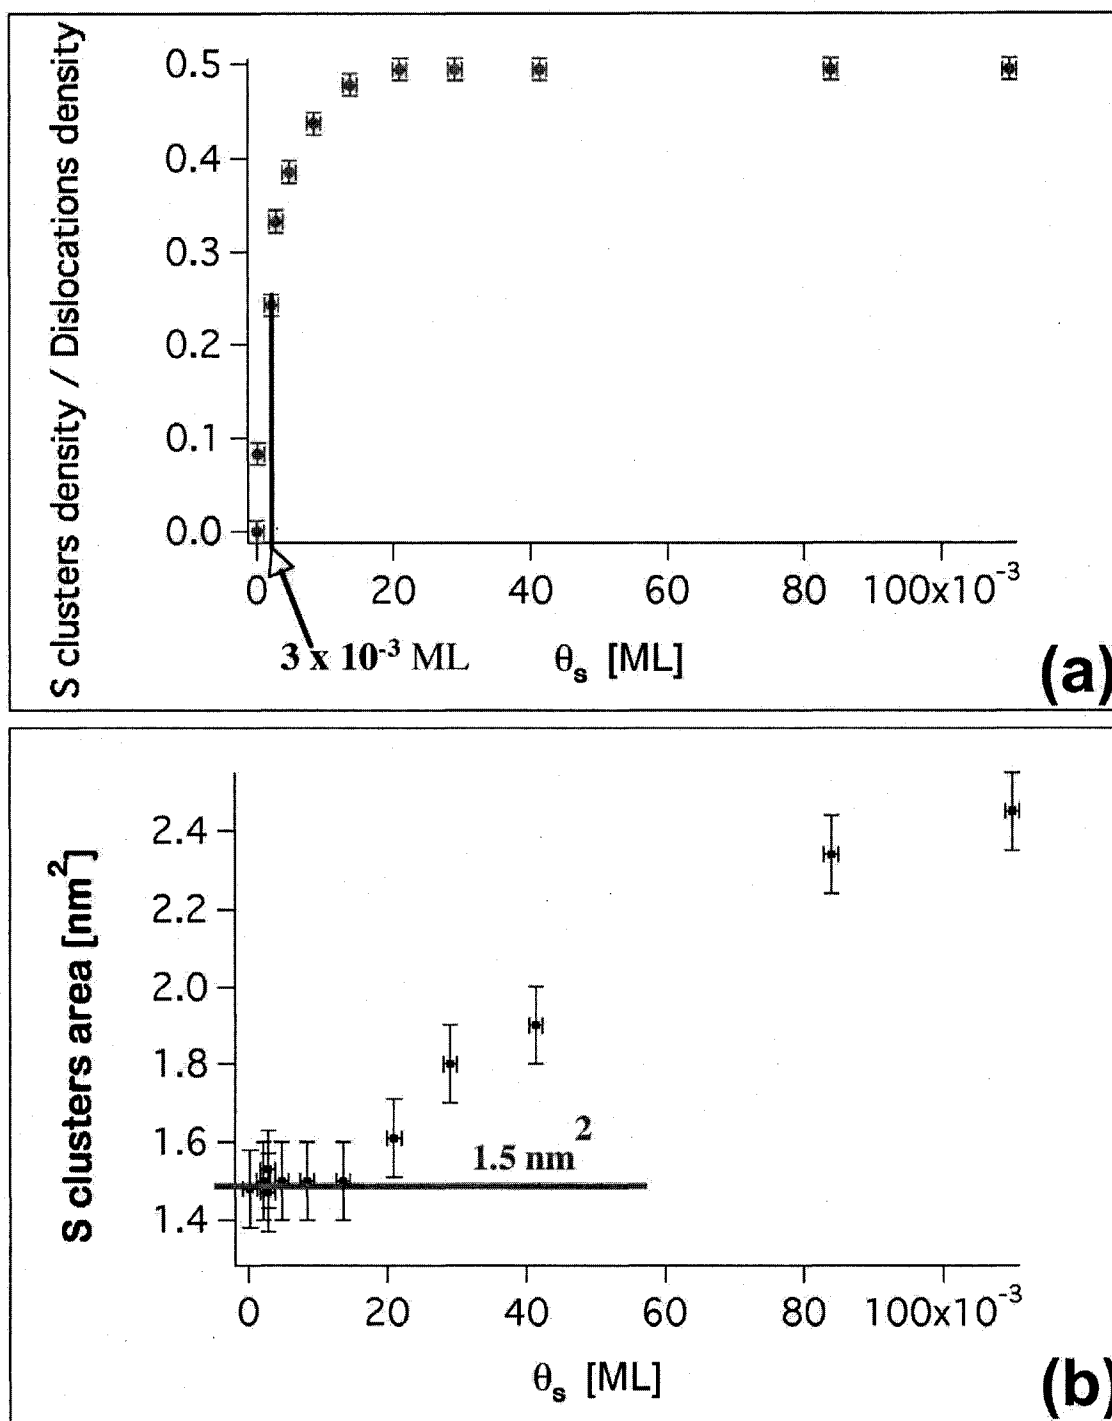 S clusters density / Dislocations density
0.5
0.4
0.3
0.2
0.1
0.0
0 20 40 60 80 100x10⁻³
3 x 10⁻³ ML θₛ [ML]
(a)
S clusters area [nm²]
2.4
2.2
2.0
1.8
1.6
1.4
1.5 nm²
0 20 40 60 80 100x10⁻³
θₛ [ML]
(b)